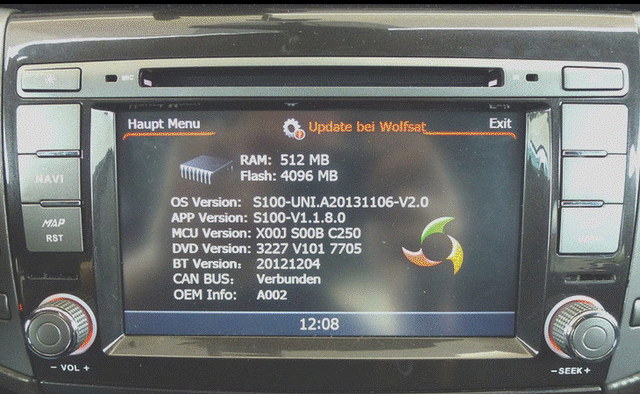 MIC
IR
Haupt Menu
Update bei Wolfsat
Exit
RAM: 512 MB
Flash: 4096 MB
NAVI
OS Version: S100-UNI.A20131106-V2.0
APP Version: S100-V1.1.8.0
MAP
RST
MCU Version: X00J S00B C250
DVD Version: 3227 V101 7705
BT Version: 20121204
CAN BUS: Verbunden
OEM Info: A002
12:08
- VOL +
- SEEK +